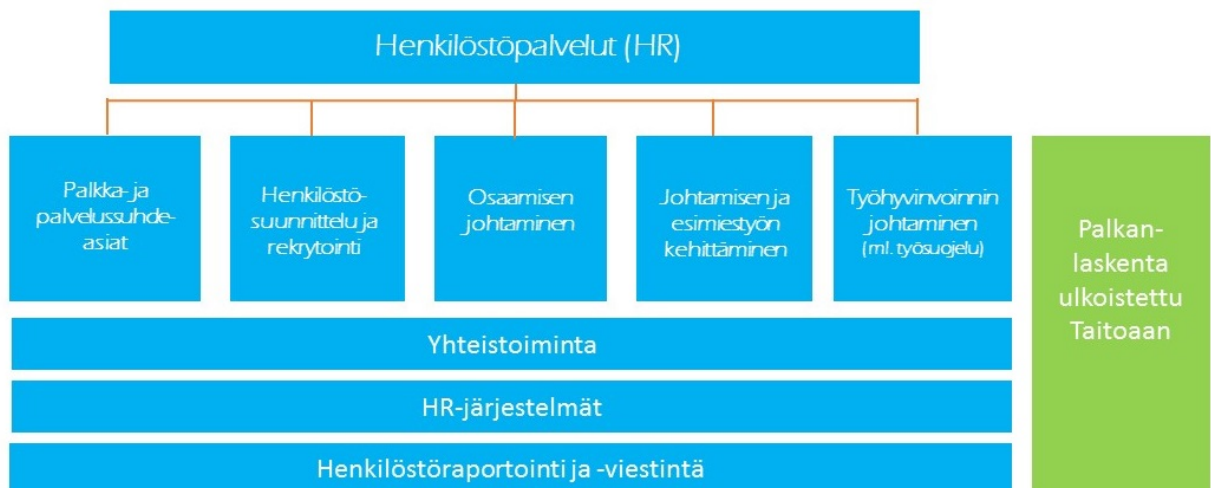 Henkilöstöpalvelut (HR)
Palkka- ja
palvelussuhde-
asiat
Henkilöstö-
suunnittelu ja
rekrytointi
Osaamisen
johtaminen
Johtamisen ja
esimiestyön
kehittäminen
Työhyvinvoinnin
johtaminen
(ml. työsuojelu)
Palkan-
laskenta
ulkoistettu
Taitoaan
Yhteistoiminta
HR-järjestelmät
Henkilöstöraportointi ja -viestintä